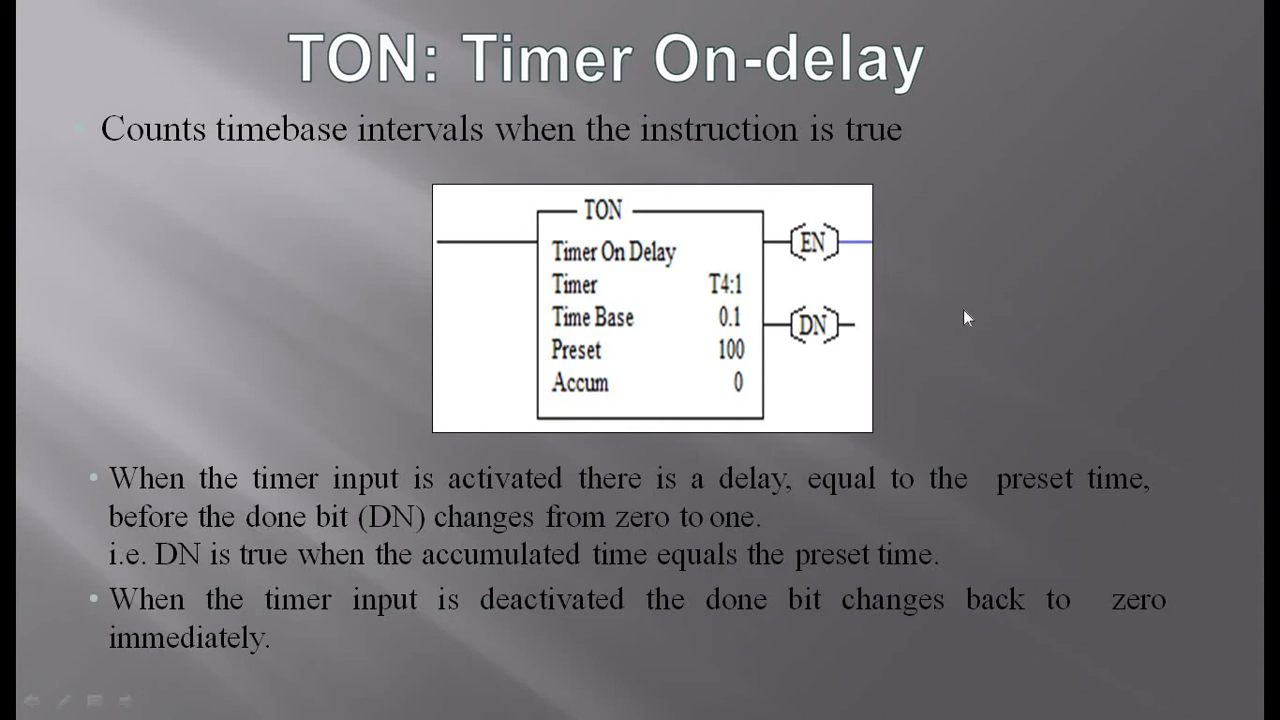 TON: Timer On-delay
Counts timebase intervals when the instruction is true
TON
Timer On Delay
EN
Timer T4:1
Time Base 0.1
DN
Preset 100
Accum 0
When the timer input is activated there is a delay, equal to the preset time,
before the done bit (DN) changes from zero to one.
i.e. DN is true when the accumulated time equals the preset time.
When the timer input is deactivated the done bit changes back to zero
immediately.